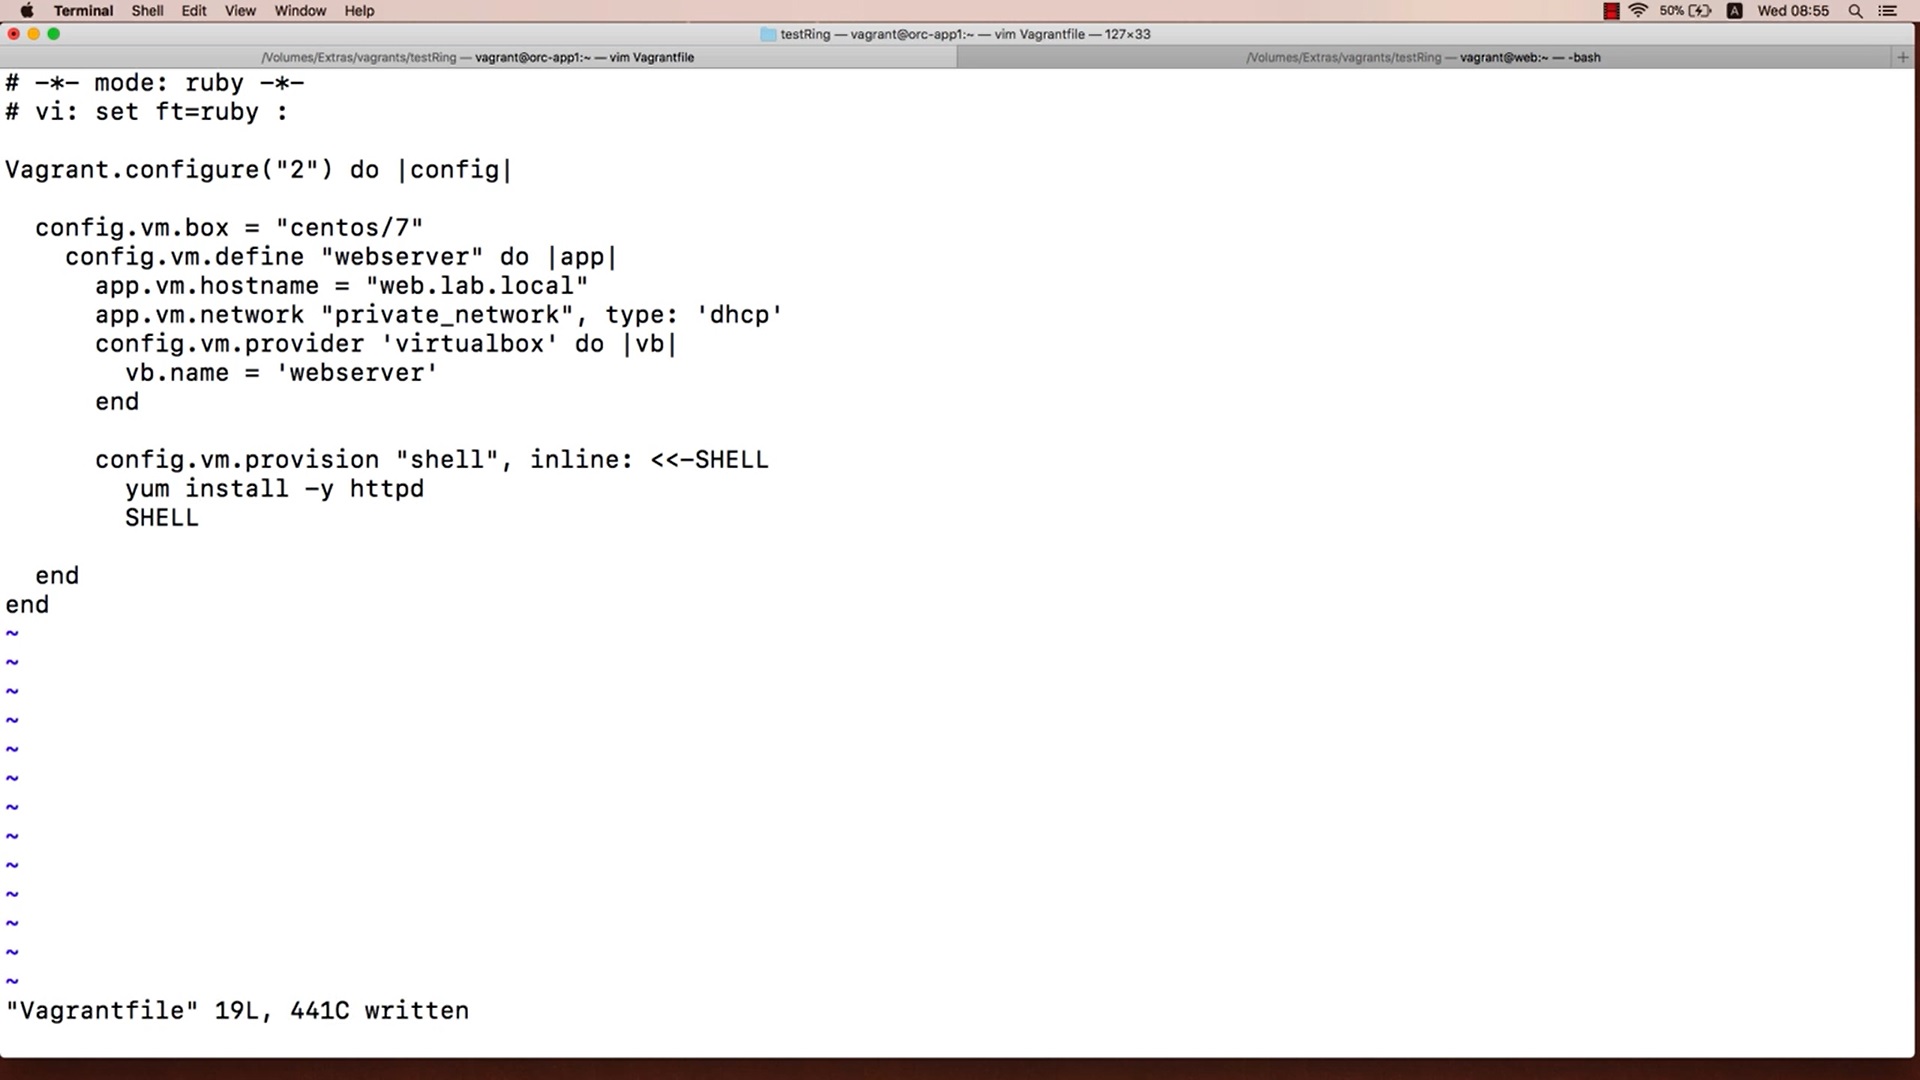 Terminal Shell Edit View Window Help 50% A Wed 08:55
testRing — vagrant@orc-app1:~ — vim Vagrantfile — 127×33
/Volumes/Extras/vagrants/testRing — vagrant@orc-app1:~ — vim Vagrantfile /Volumes/Extras/vagrants/testRing — vagrant@web:~ — -bash +
# -*- mode: ruby -*-
# vi: set ft=ruby :
Vagrant.configure("2") do |config|
config.vm.box = "centos/7"
config.vm.define "webserver" do |app|
app.vm.hostname = "web.lab.local"
app.vm.network "private_network", type: 'dhcp'
config.vm.provider 'virtualbox' do |vb|
vb.name = 'webserver'
end
config.vm.provision "shell", inline: <<-SHELL
yum install -y httpd
SHELL
end
end
~
~
~
~
~
~
~
~
~
~
~
~
~
"Vagrantfile" 19L, 441C written